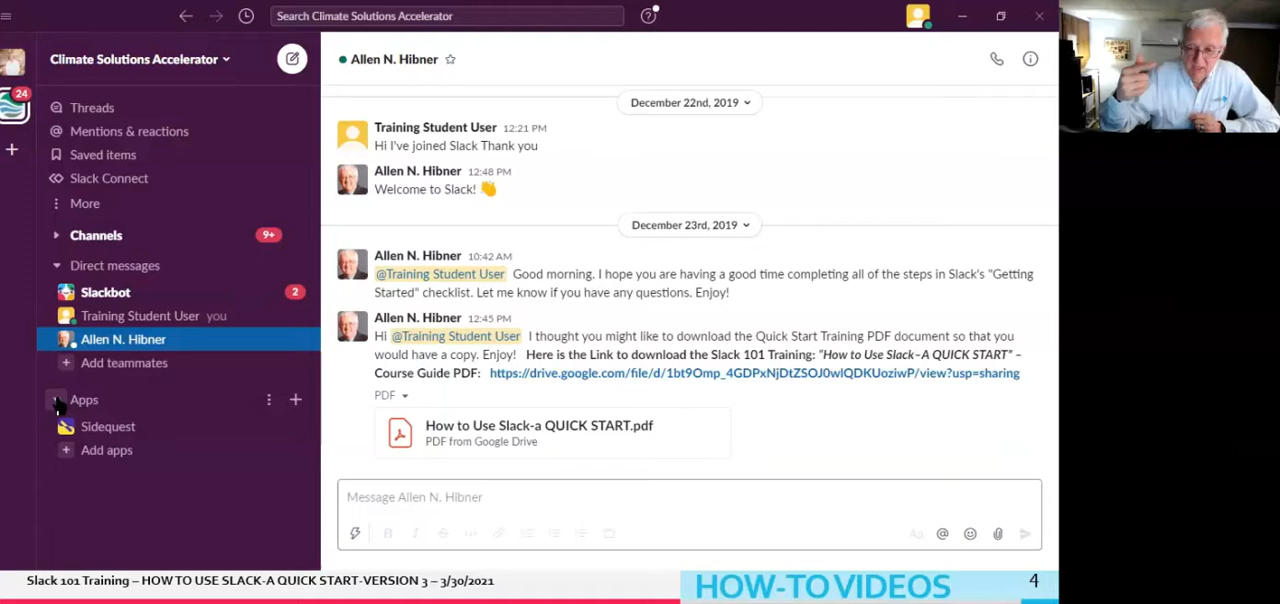 Search Climate Solutions Accelerator
Climate Solutions Accelerator
24
Threads
Mentions & reactions
Saved items
Slack Connect
More
Channels 9+
Direct messages
Slackbot 2
Training Student User you
Allen N. Hibner
Add teammates
Apps
Sidequest
Add apps
Allen N. Hibner
December 22nd, 2019
Training Student User 12:21 PM
Hi I've joined Slack Thank you
Allen N. Hibner 12:48 PM
Welcome to Slack! 👋
December 23rd, 2019
Allen N. Hibner 10:42 AM
@Training Student User Good morning. I hope you are having a good time completing all of the steps in Slack's "Getting
Started" checklist. Let me know if you have any questions. Enjoy!
Allen N. Hibner 12:45 PM
Hi @Training Student User I thought you might like to download the Quick Start Training PDF document so that you
would have a copy. Enjoy! Here is the Link to download the Slack 101 Training: "How to Use Slack–A QUICK START" –
Course Guide PDF: https://drive.google.com/file/d/1bt9Omp_4GDPxNjDtZSOJ0wlQDKUoziwP/view?usp=sharing
PDF
How to Use Slack-a QUICK START.pdf
PDF from Google Drive
Message Allen N. Hibner
Slack 101 Training – HOW TO USE SLACK-A QUICK START-VERSION 3 – 3/30/2021
HOW-TO VIDEOS
4